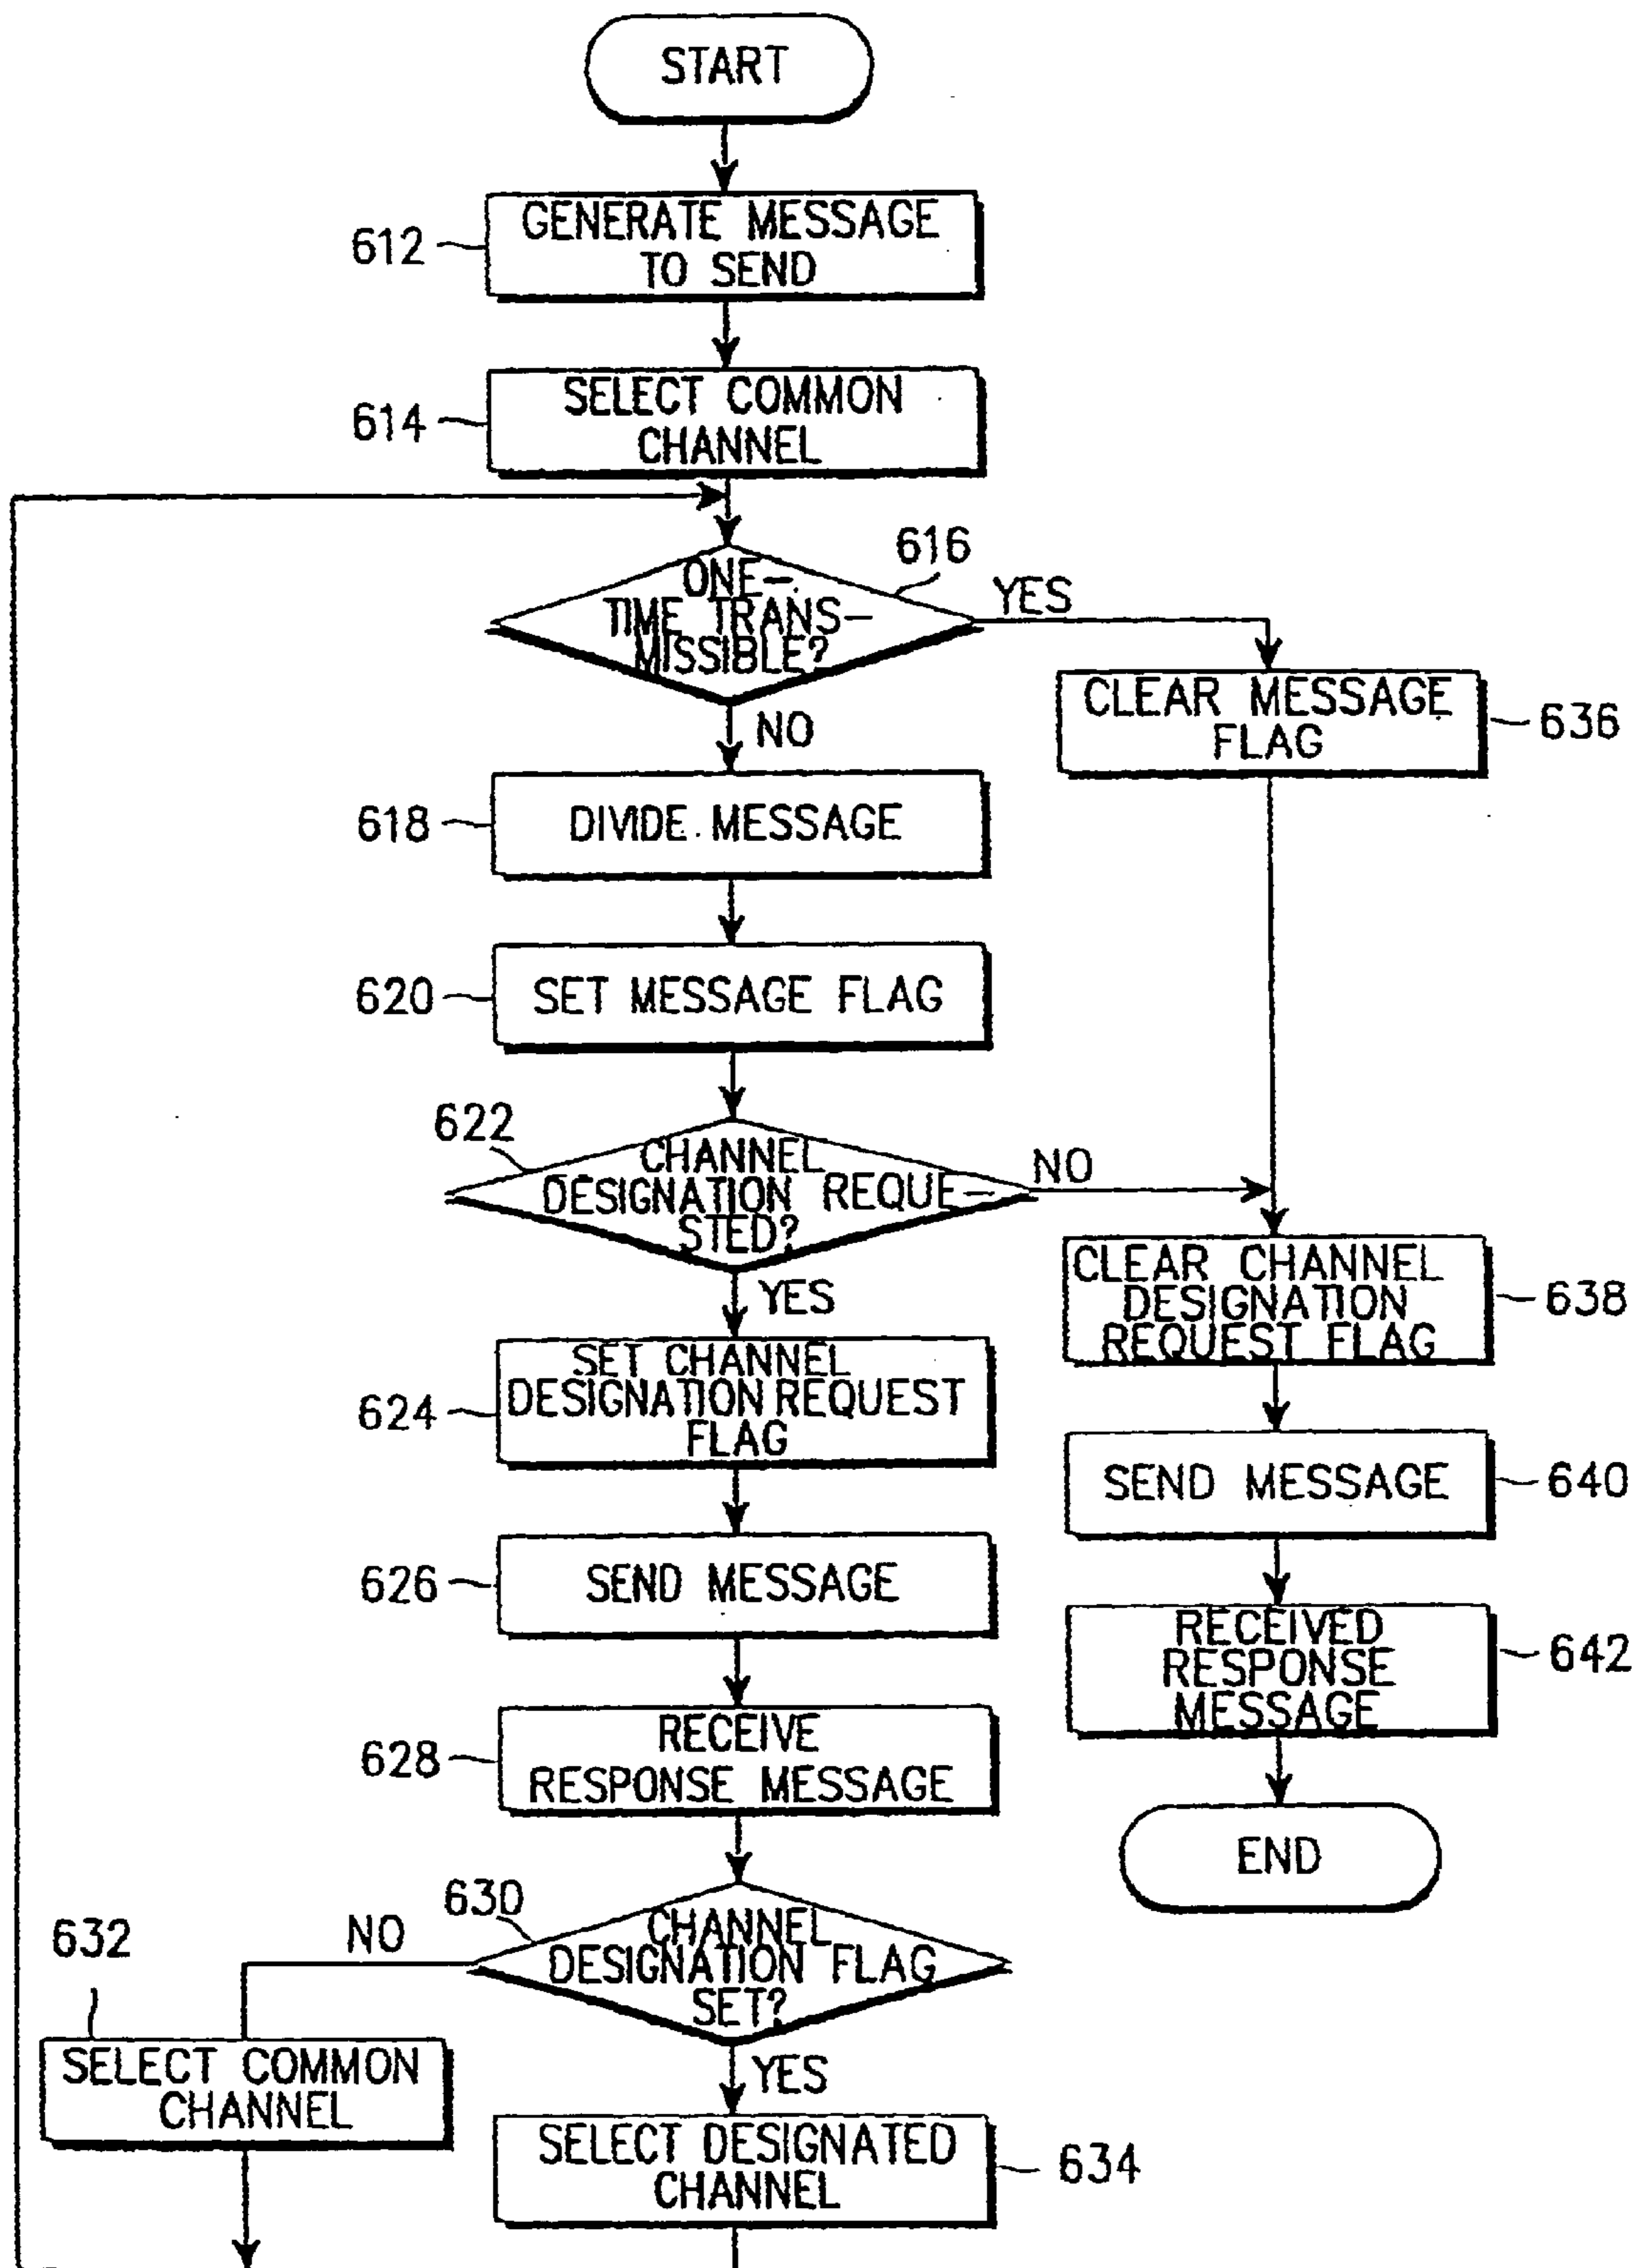 START
612
GENERATE MESSAGE
TO SEND
614
SELECT COMMON
CHANNEL
616
ONE-
TIME TRANS-
MISSIBLE?
YES
NO
CLEAR MESSAGE
FLAG
636
618
DIVIDE MESSAGE
620
SET MESSAGE FLAG
622
CHANNEL
DESIGNATION REQUE-
STED?
NO
YES
CLEAR CHANNEL
DESIGNATION
REQUEST FLAG
638
624
SET CHANNEL
DESIGNATION REQUEST
FLAG
SEND MESSAGE
640
626
SEND MESSAGE
RECEIVED
RESPONSE
MESSAGE
642
628
RECEIVE
RESPONSE MESSAGE
END
630
CHANNEL
DESIGNATION FLAG
SET?
NO
YES
632
SELECT COMMON
CHANNEL
SELECT DESIGNATED
CHANNEL
634